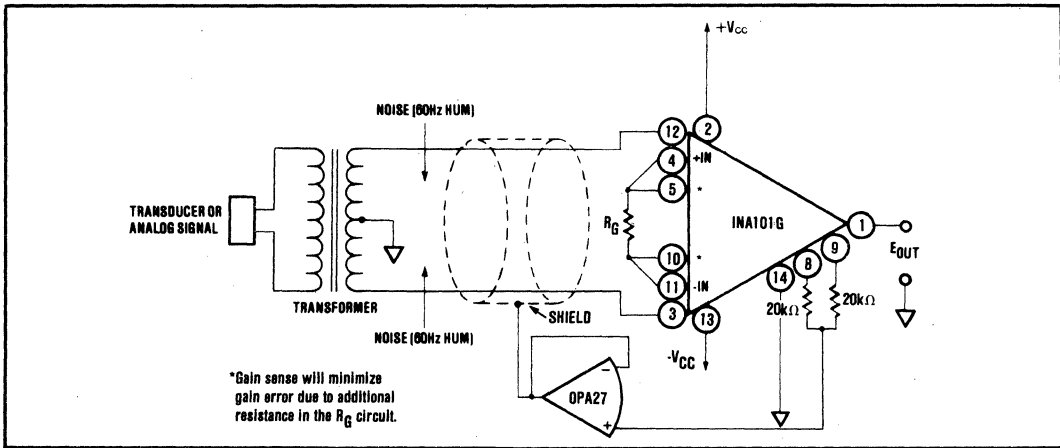 +VCC
NOISE (60Hz HUM)
12
2
4
+IN
5
*
TRANSDUCER OR
ANALOG SIGNAL
RG
INA101G
1
10
*
11
-IN
14
8
9
EOUT
3
13
20kΩ
20kΩ
TRANSFORMER
SHIELD
NOISE (60Hz HUM)
-VCC
-
OPA27
+
*Gain sense will minimize
gain error due to additional
resistance in the RG circuit.